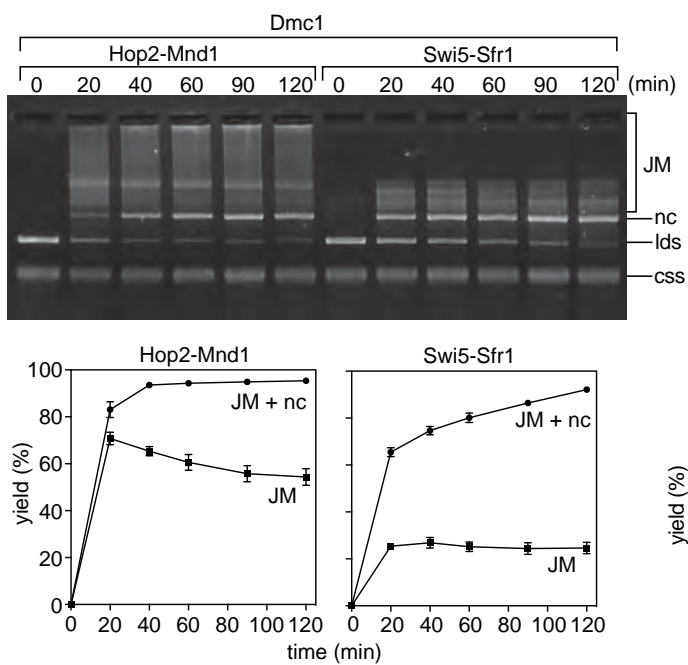 Dmc1
Hop2-Mnd1 Swi5-Sfr1
0 20 40 60 90 120 0 20 40 60 90 120 (min)
JM
nc
lds
css
Hop2-Mnd1 Swi5-Sfr1
100
80
60
40
20
0
yield (%)
JM + nc
JM
JM + nc
JM
yield (%)
0 20 40 60 80 100 120 0 20 40 60 80 100 120
time (min)